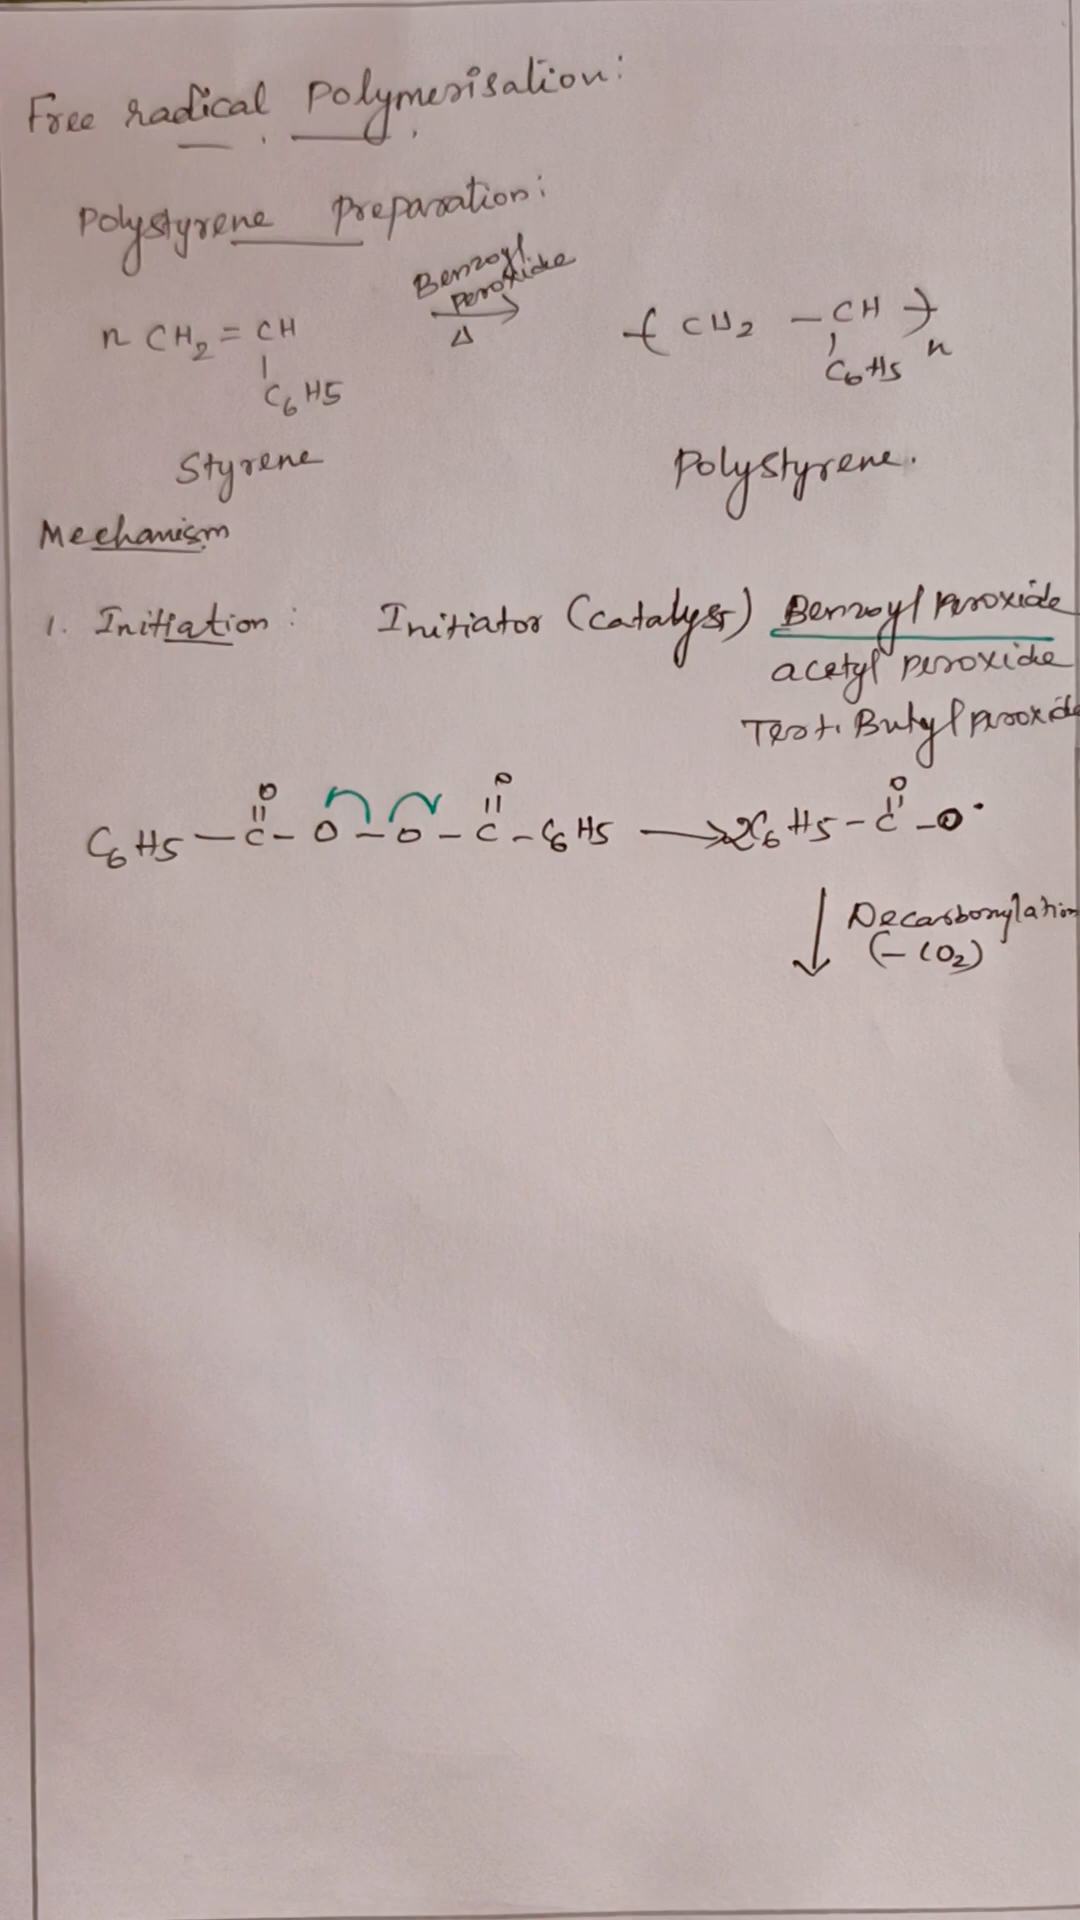 Free radical Polymerisation:
Polystyrene Preparation:
n CH2 = CH Benzoyl peroxide Δ ( CH2 – CH )n
| |
C6H5 C6H5
Styrene Polystyrene.
Mechanism
1. Initiation: Initiator (catalyst) Benzoyl Peroxide
acetyl peroxide
Tert. Butyl peroxide
O O O
|| || ||
C6H5 – C – O – O – C – C6H5 → 2C6H5 – C – O·
↓ Decarbonylation
(– CO2)